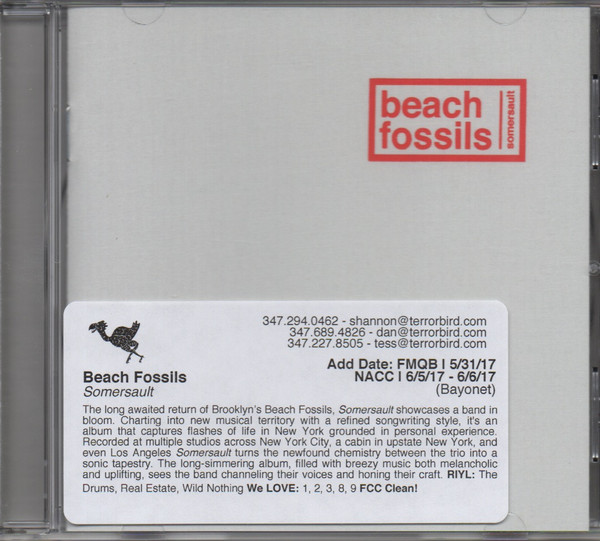 beach
fossils
somersault
347.294.0462 - shannon@terrorbird.com
347.689.4826 - dan@terrorbird.com
347.227.8505 - tess@terrorbird.com
Add Date: FMQB | 5/31/17
NACC | 6/5/17 - 6/6/17
(Bayonet)
Beach Fossils
Somersault
The long awaited return of Brooklyn's Beach Fossils, Somersault showcases a band in
bloom. Charting into new musical territory with a refined songwriting style, it's an
album that captures flashes of life in New York grounded in personal experience.
Recorded at multiple studios across New York City, a cabin in upstate New York, and
even Los Angeles Somersault turns the newfound chemistry between the trio into a
sonic tapestry. The long-simmering album, filled with breezy music both melancholic
and uplifting, sees the band channeling their voices and honing their craft. RIYL: The
Drums, Real Estate, Wild Nothing We LOVE: 1, 2, 3, 8, 9 FCC Clean!